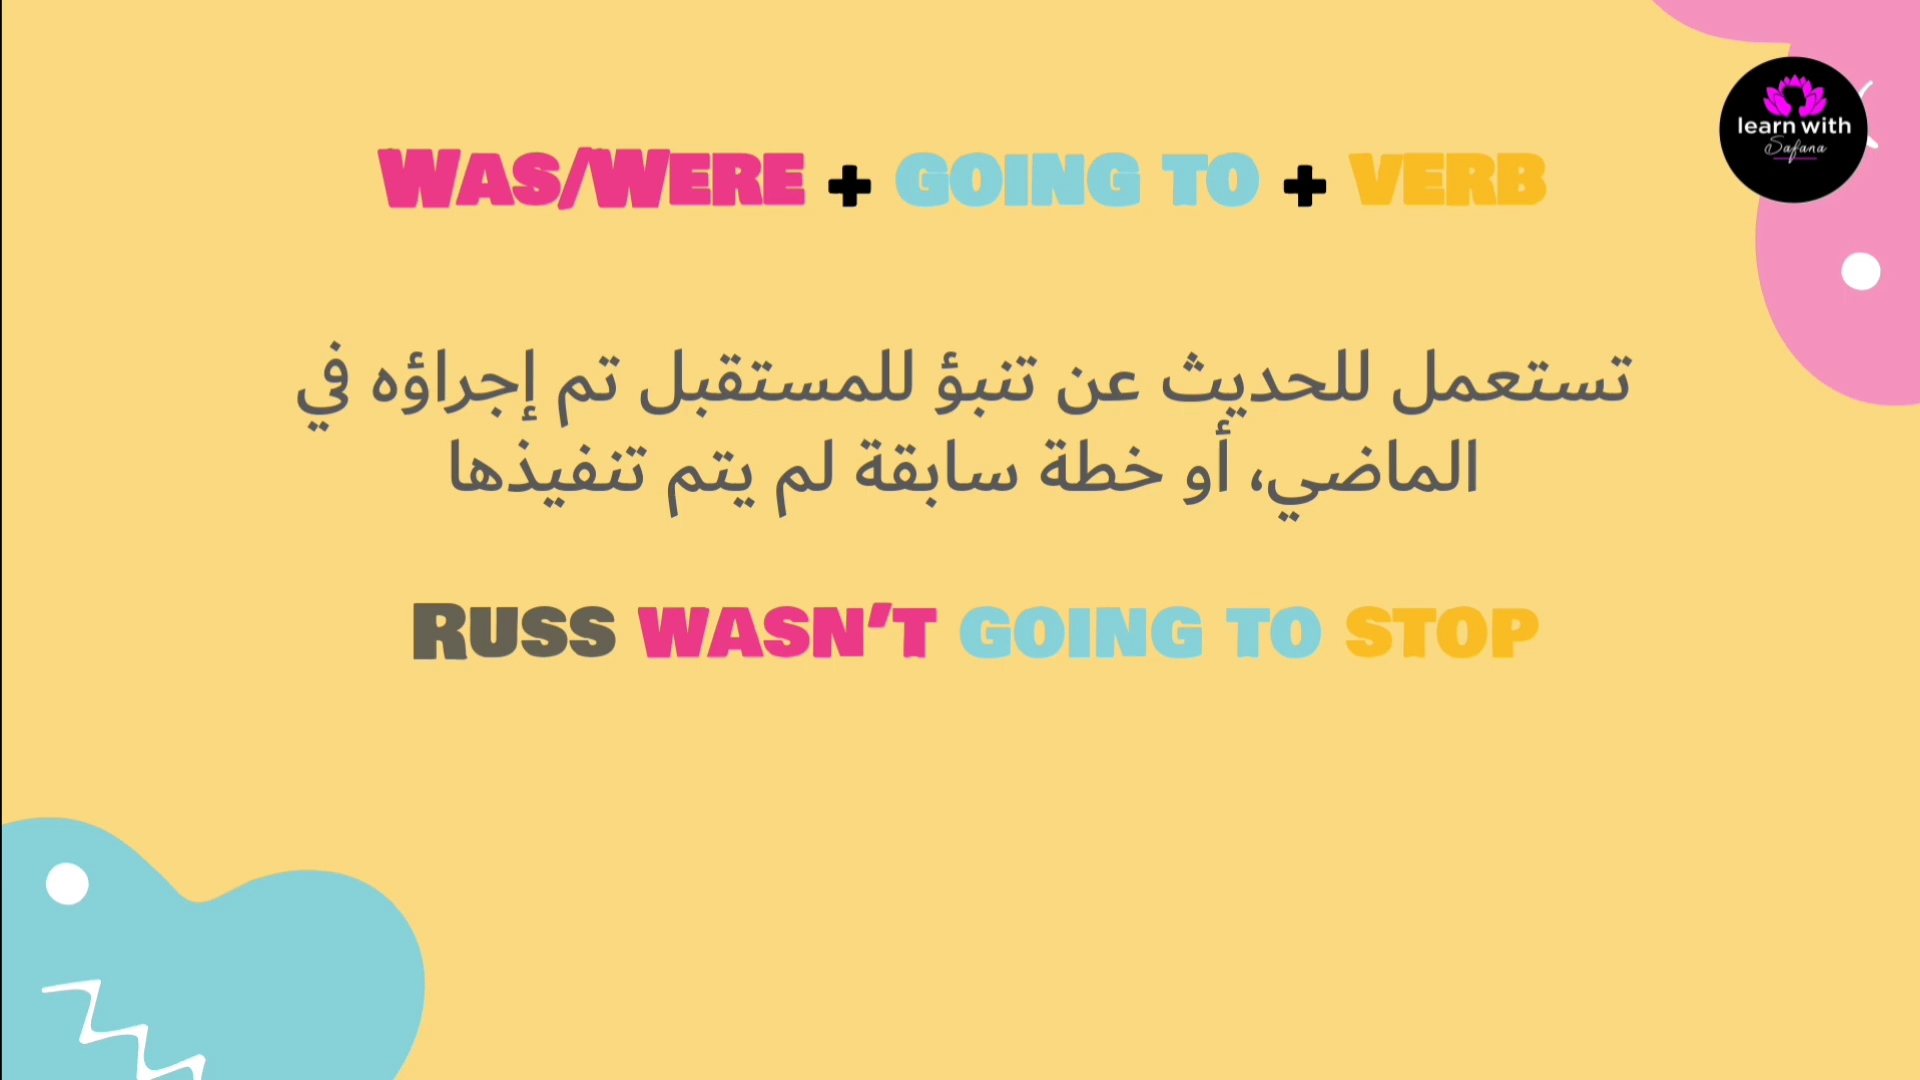 learn with
Safana
Was/Were + going to + verb
تستعمل للحديث عن تنبؤ للمستقبل تم إجراؤه في
الماضي، أو خطة سابقة لم يتم تنفيذها
Russ wasn't going to stop